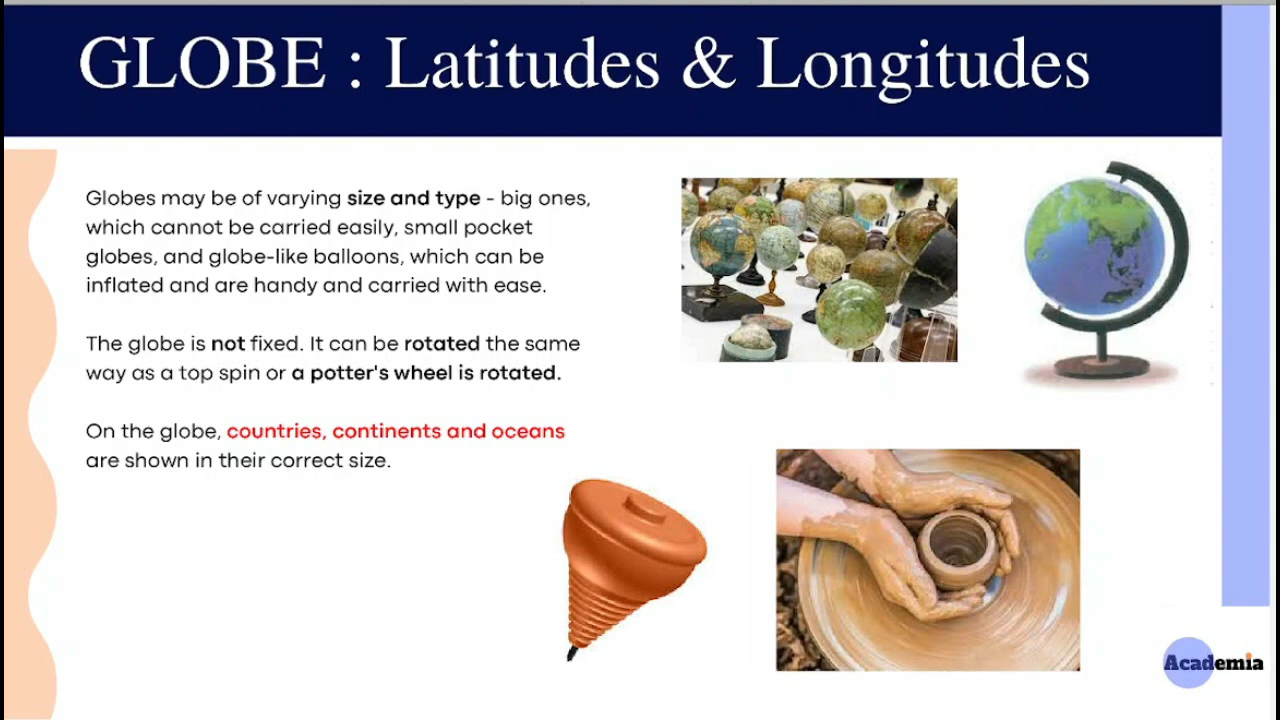 GLOBE : Latitudes & Longitudes
Globes may be of varying size and type - big ones,
which cannot be carried easily, small pocket
globes, and globe-like balloons, which can be
inflated and are handy and carried with ease.
The globe is not fixed. It can be rotated the same
way as a top spin or a potter's wheel is rotated.
On the globe, countries, continents and oceans
are shown in their correct size.
Academia